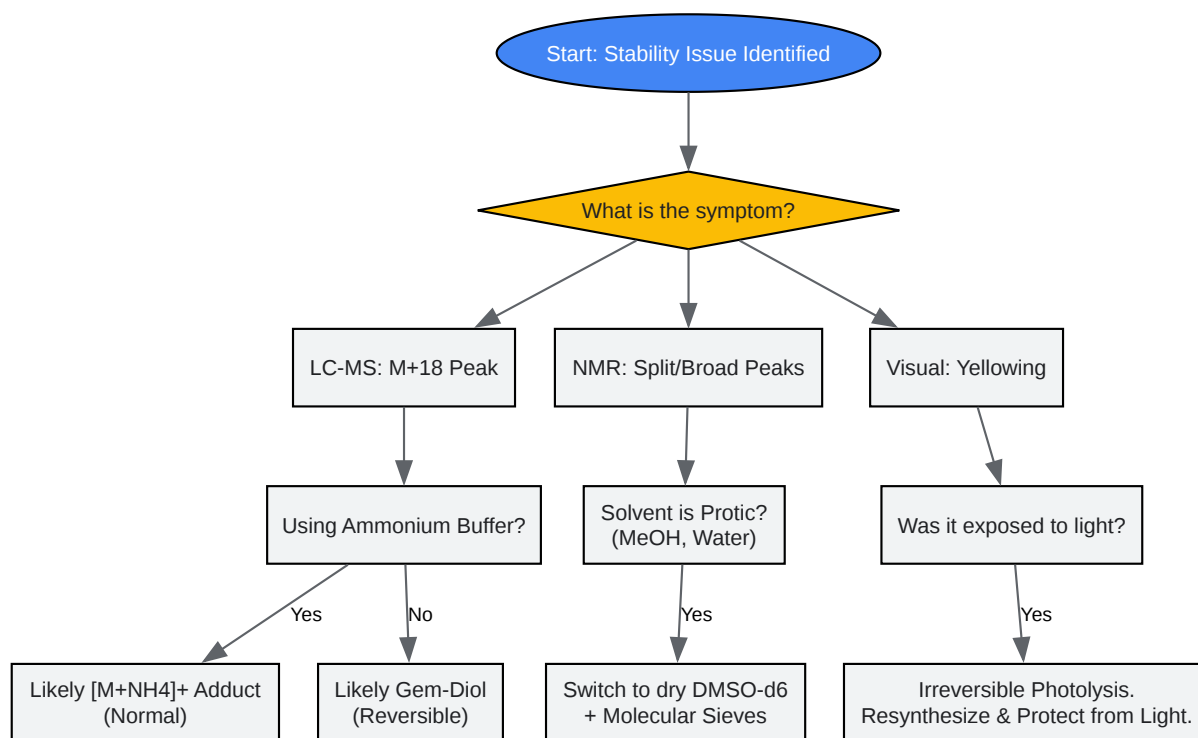 Start: Stability Issue Identified
What is the symptom?
LC-MS: M+18 Peak
NMR: Split/Broad Peaks
Visual: Yellowing
Using Ammonium Buffer?
Solvent is Protic?
(MeOH, Water)
Was it exposed to light?
Yes
No
Yes
Yes
Likely [M+NH4]+ Adduct
(Normal)
Likely Gem-Diol
(Reversible)
Switch to dry DMSO-d6
+ Molecular Sieves
Irreversible Photolysis.
Resynthesize & Protect from Light.